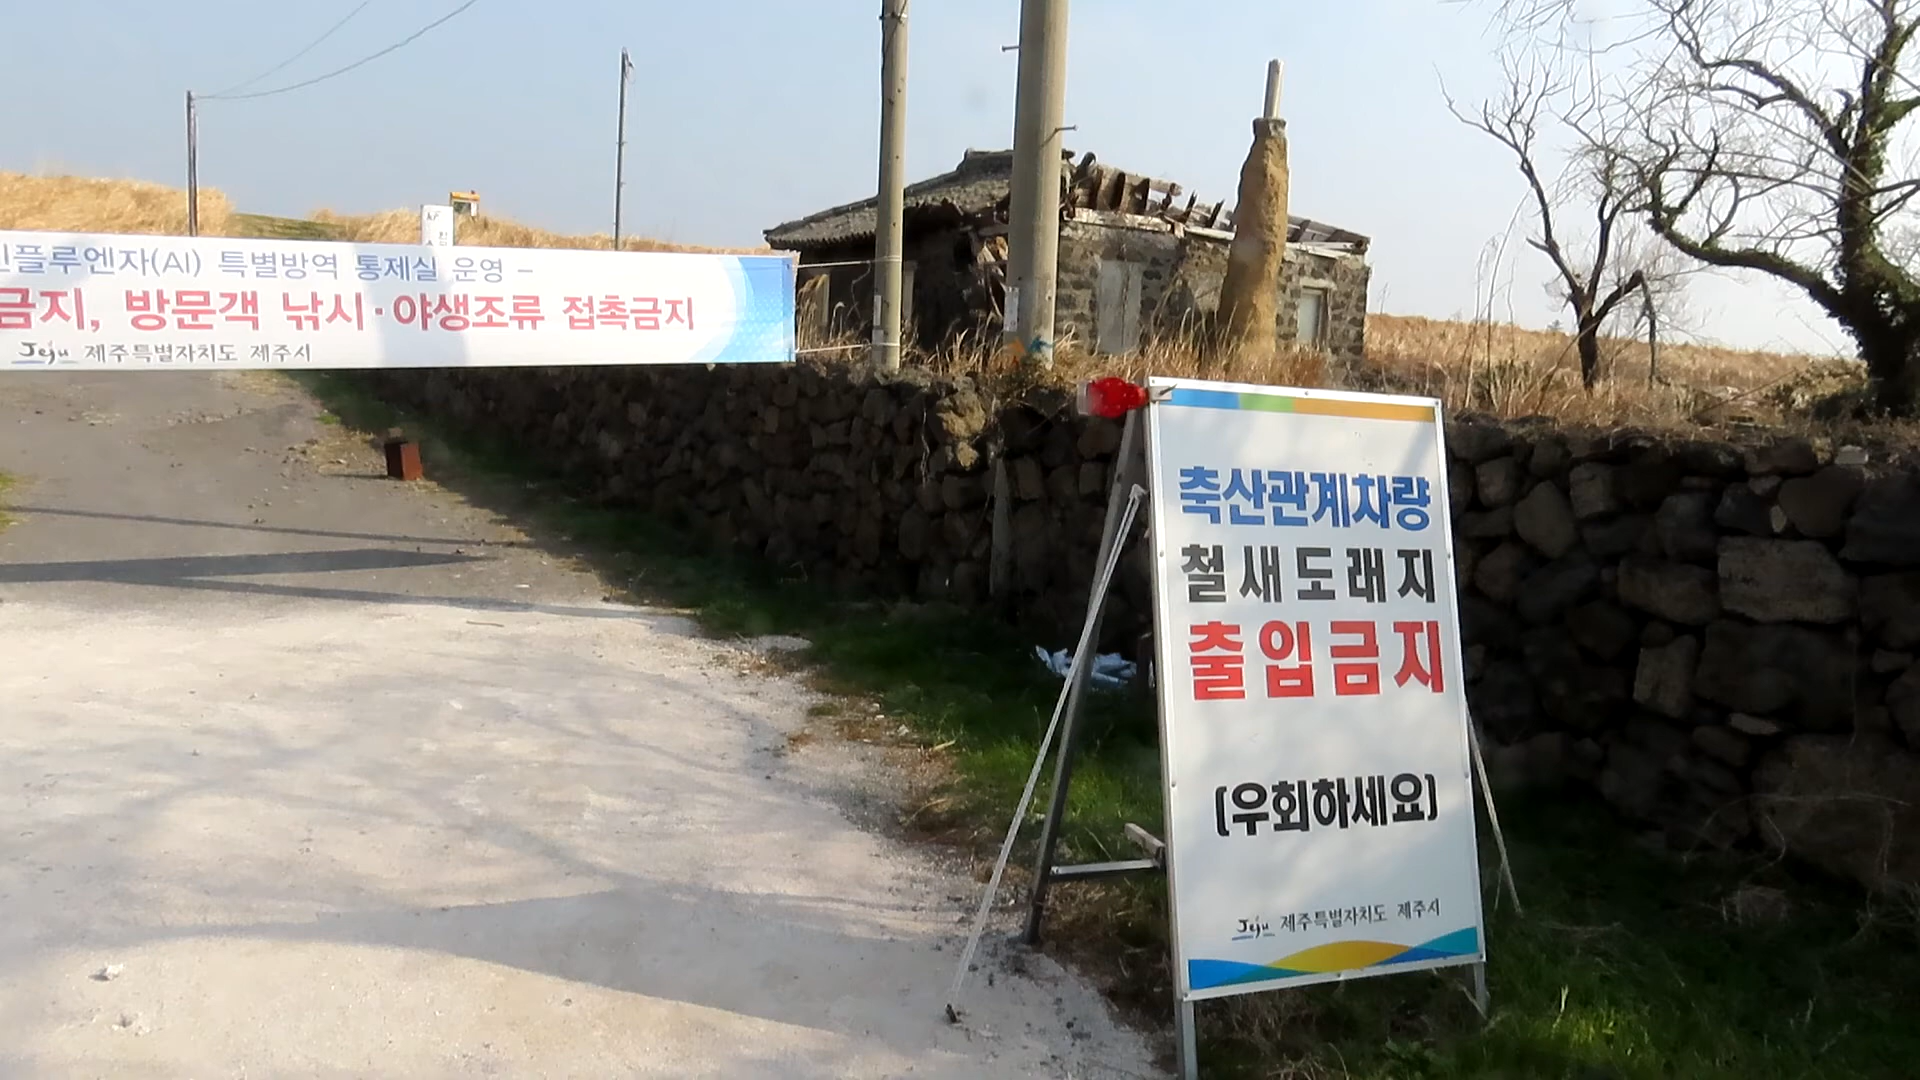 인플루엔자(AI) 특별방역 통제실 운영 –
금지, 방문객 낚시·야생조류 접촉금지
Jeju 제주특별자치도 제주시
축산관계차량
철새도래지
출입금지
(우회하세요)
Jeju 제주특별자치도 제주시